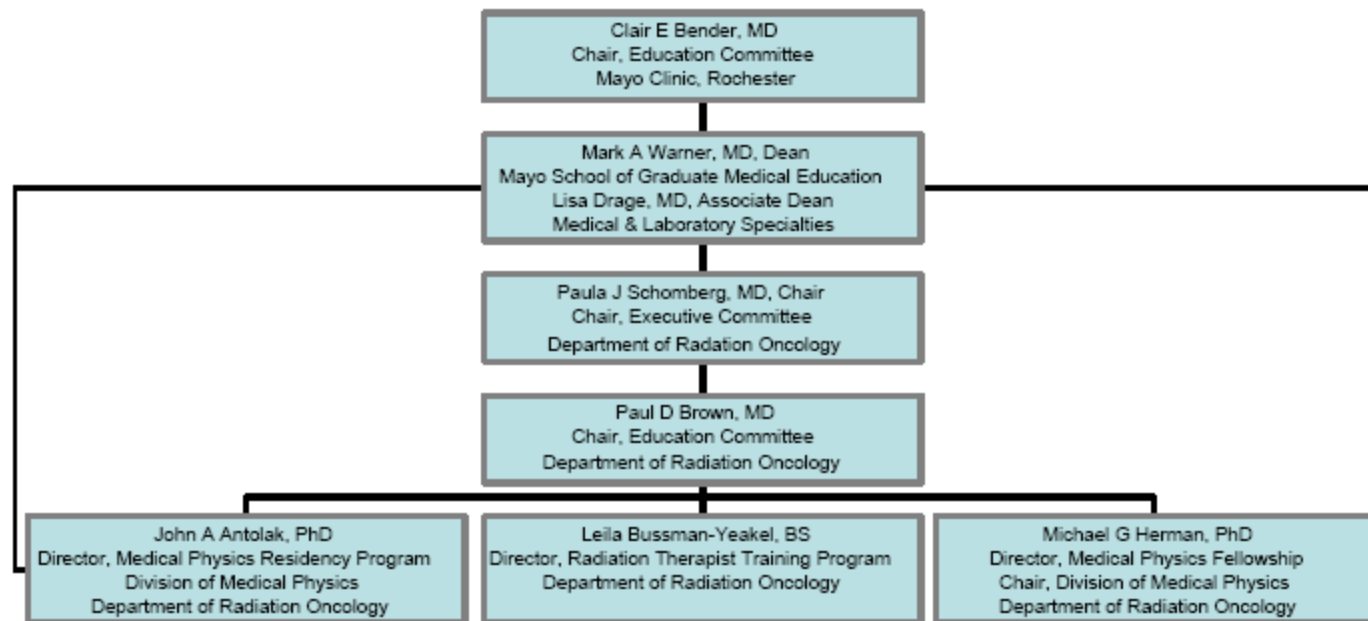 Clair E Bender, MD
Chair, Education Committee
Mayo Clinic, Rochester
Mark A Warner, MD, Dean
Mayo School of Graduate Medical Education
Lisa Drage, MD, Associate Dean
Medical & Laboratory Specialties
Paula J Schomberg, MD, Chair
Chair, Executive Committee
Department of Radation Oncology
Paul D Brown, MD
Chair, Education Committee
Department of Radiation Oncology
John A Antolak, PhD
Director, Medical Physics Residency Program
Division of Medical Physics
Department of Radiation Oncology
Leila Bussman-Yeakel, BS
Director, Radiation Therapist Training Program
Department of Radiation Oncology
Michael G Herman, PhD
Director, Medical Physics Fellowship
Chair, Division of Medical Physics
Department of Radiation Oncology